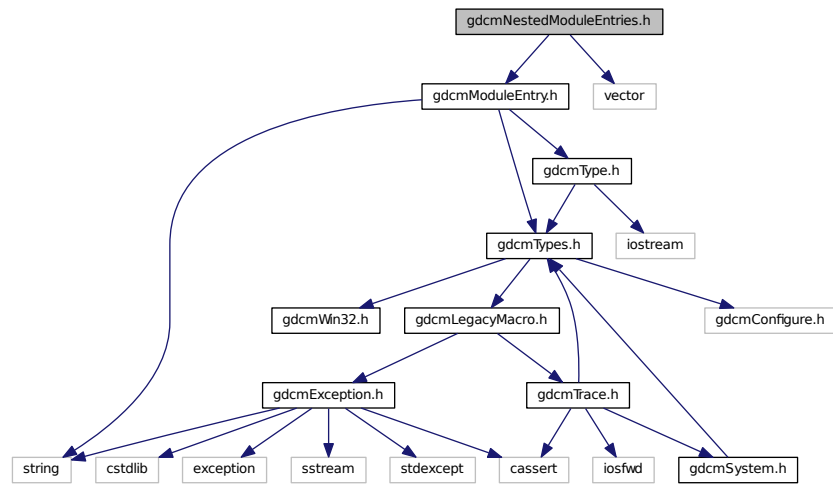 gdcmNestedModuleEntries.h
gdcmModuleEntry.h
vector
gdcmType.h
gdcmTypes.h
iostream
gdcmWin32.h
gdcmLegacyMacro.h
gdcmConfigure.h
gdcmException.h
gdcmTrace.h
string
cstdlib
exception
sstream
stdexcept
cassert
iosfwd
gdcmSystem.h